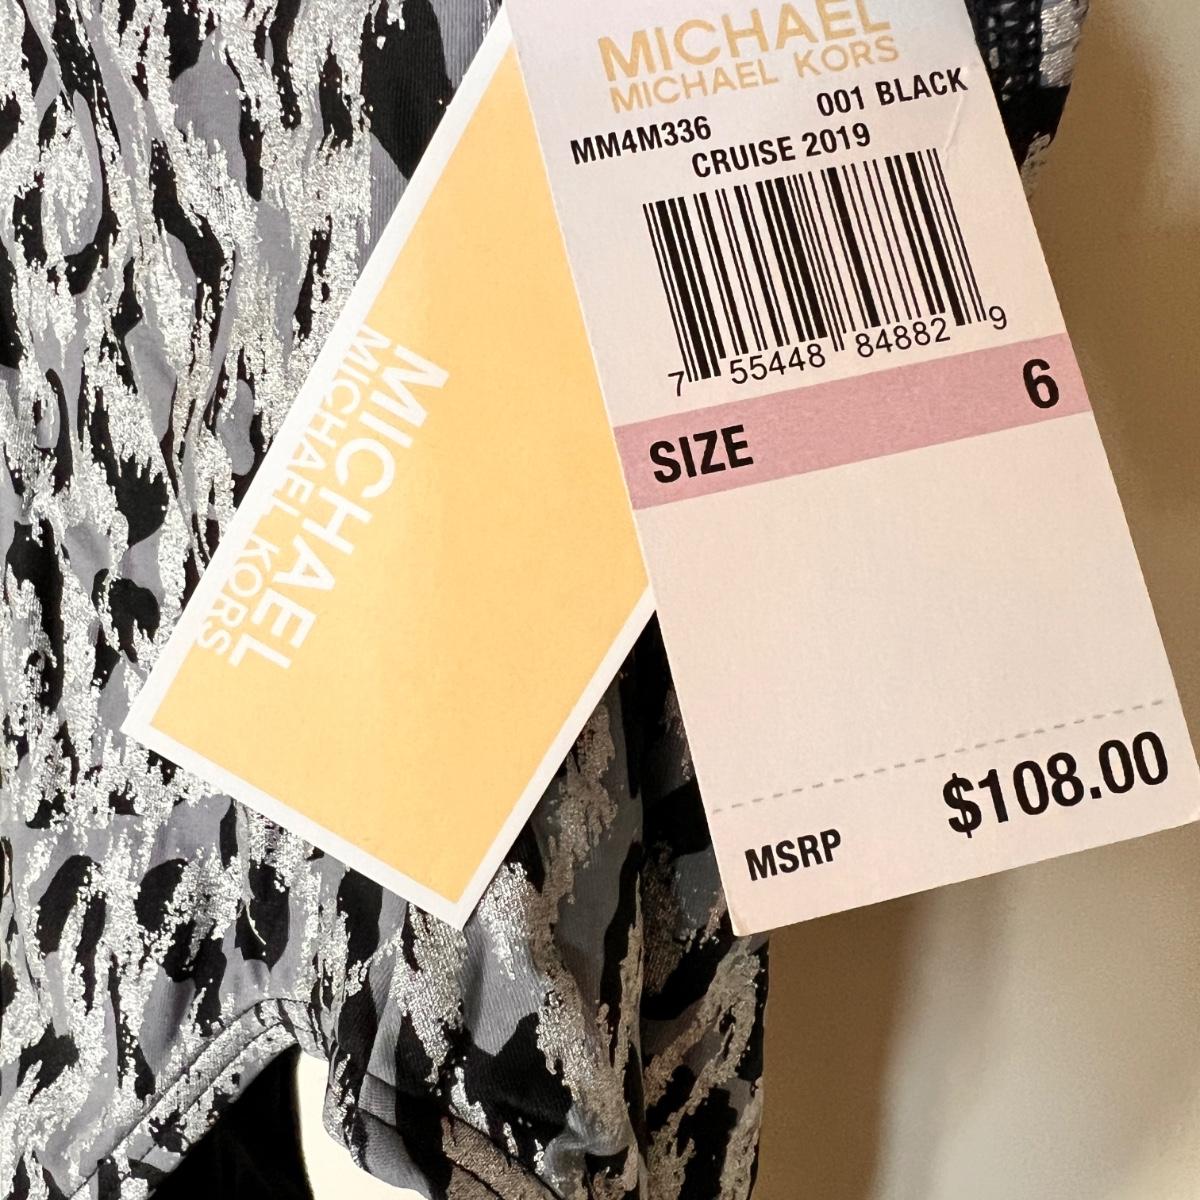 MICHAEL
MICHAEL KORS
001 BLACK
MM4M336
CRUISE 2019
7 55448 84882 9
SIZE 6
MSRP $108.00
MICHAEL
MICHAEL KORS